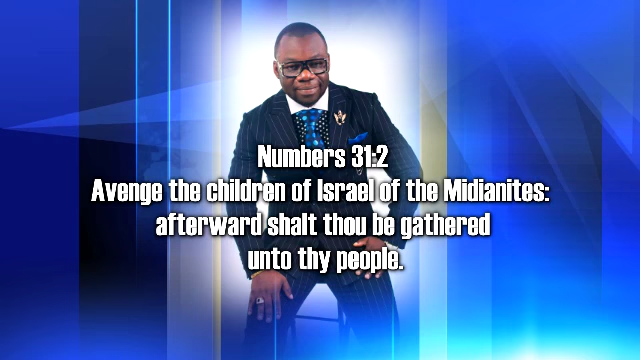 Numbers 31:2
Avenge the children of Israel of the Midianites:
afterward shalt thou be gathered
unto thy people.